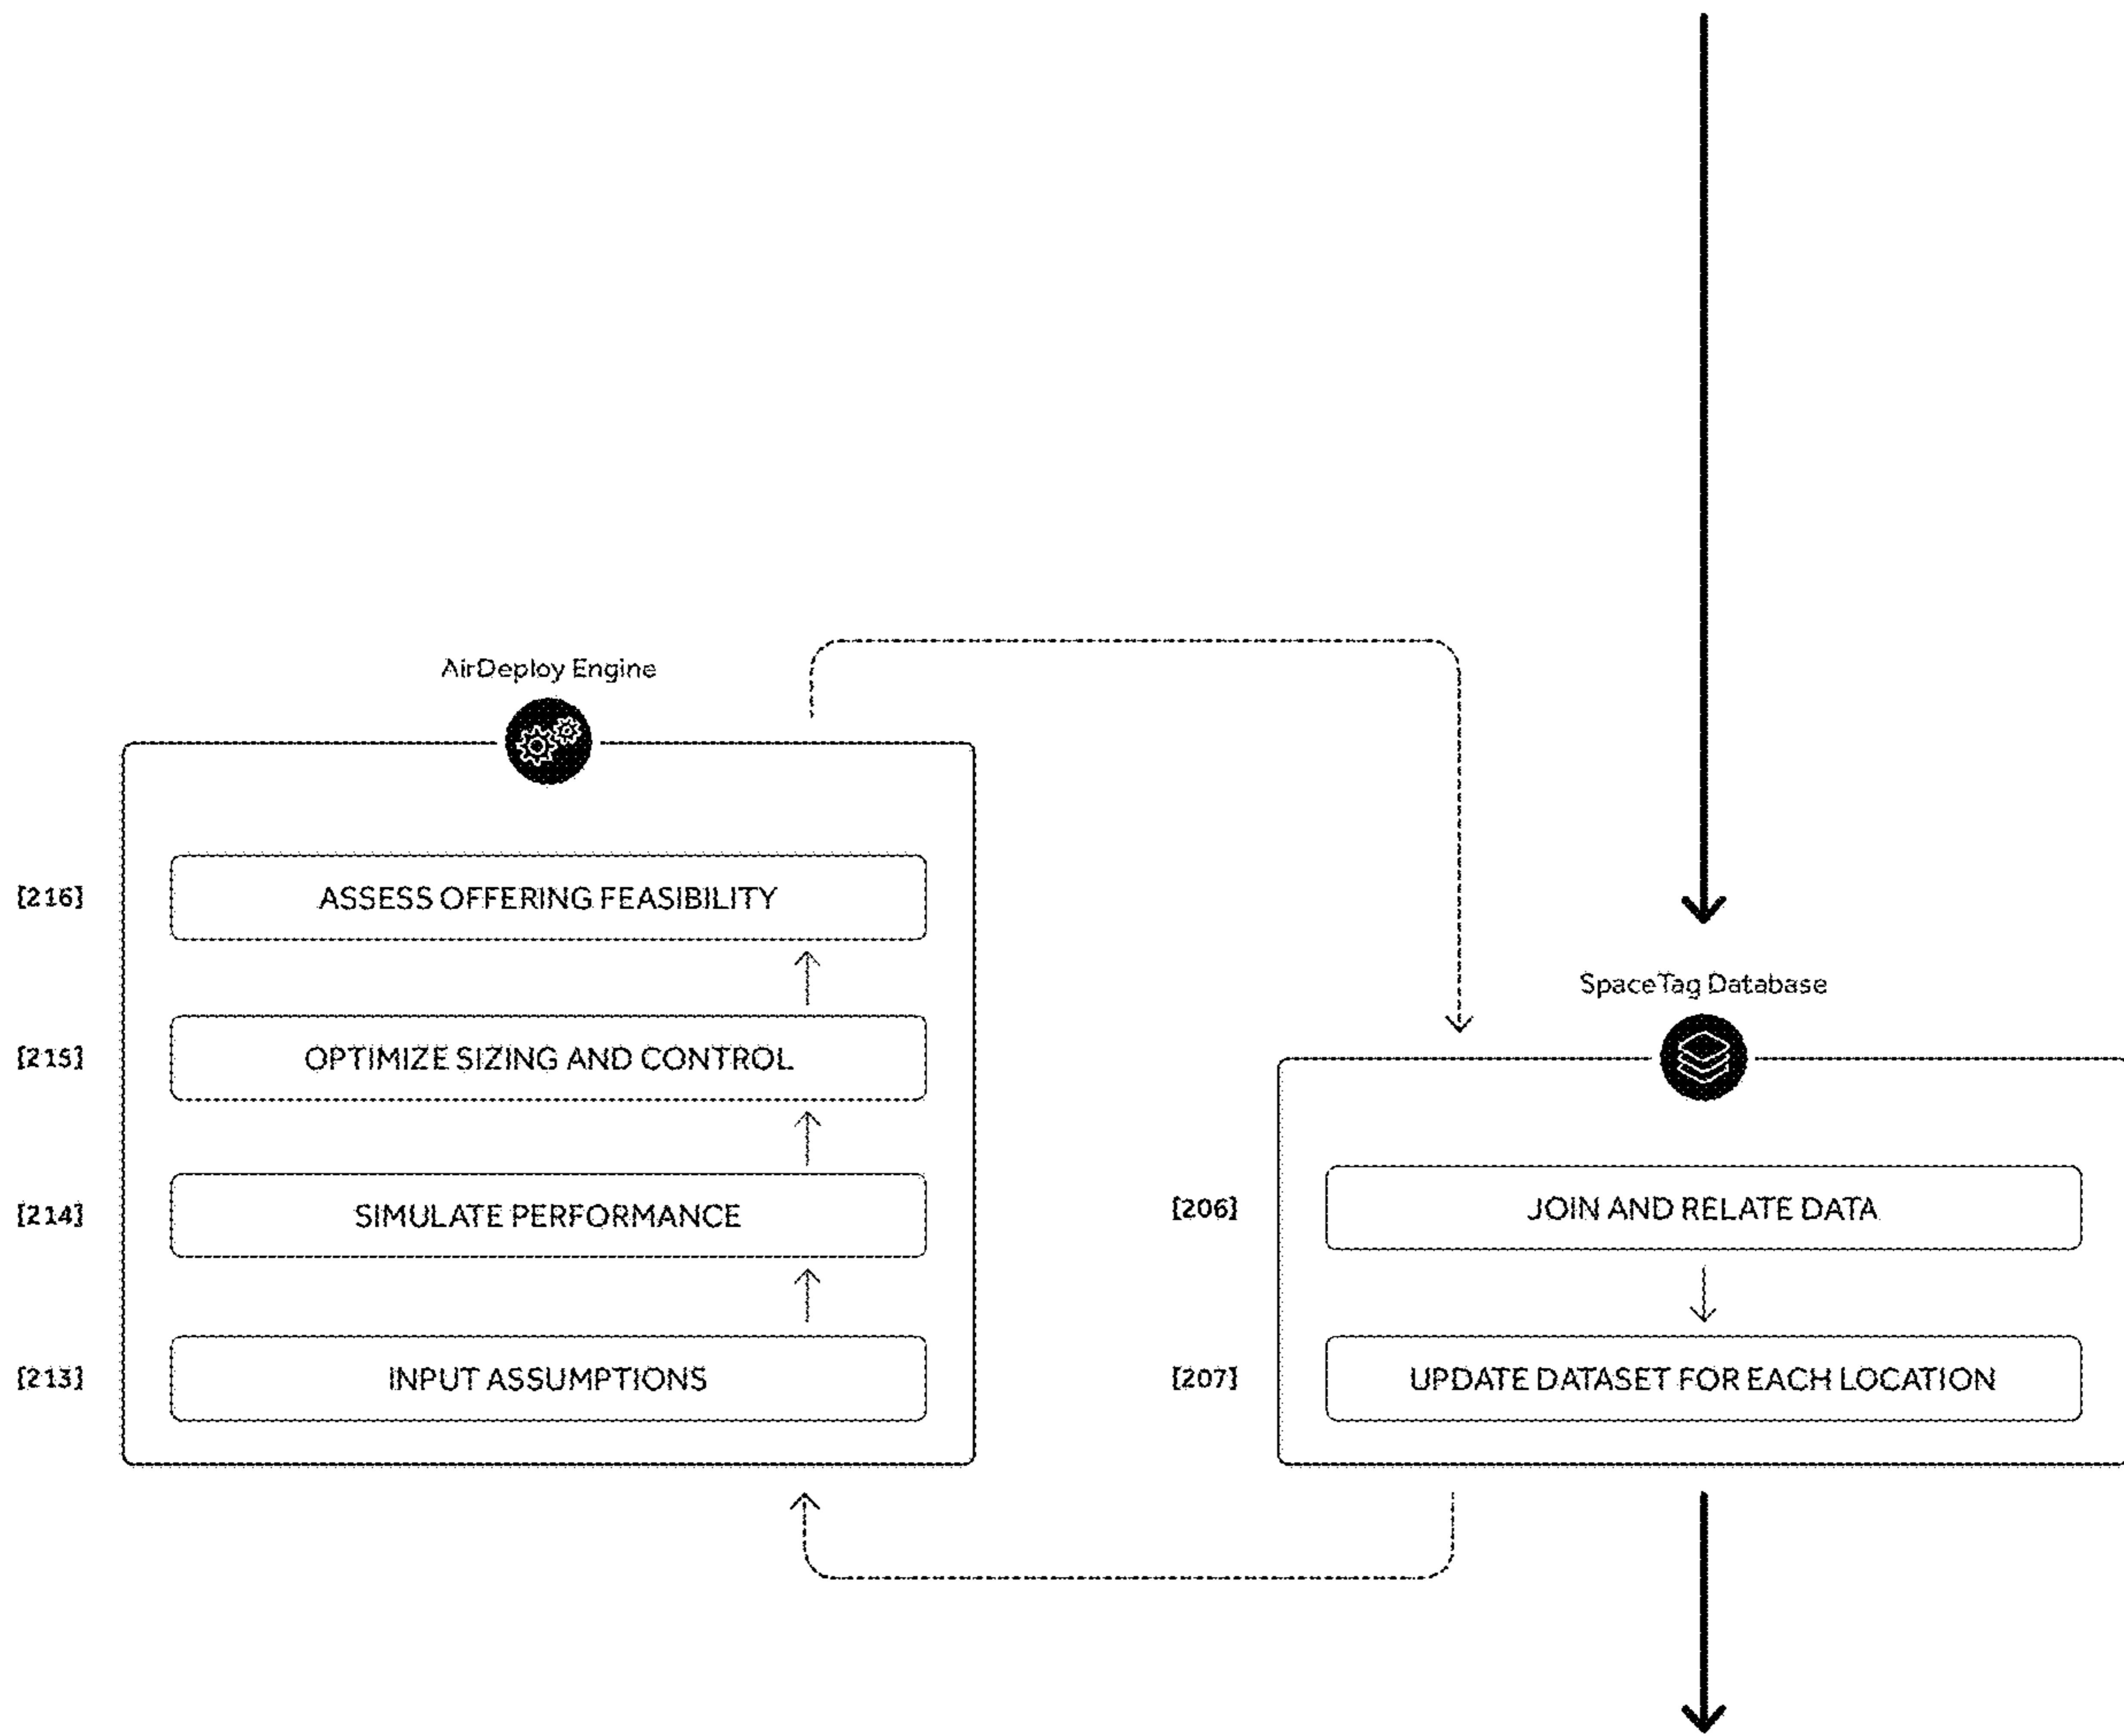 AirDeploy Engine
[216]
ASSESS OFFERING FEASIBILITY
[215]
OPTIMIZE SIZING AND CONTROL
[214]
SIMULATE PERFORMANCE
[213]
INPUT ASSUMPTIONS
SpaceTag Database
[206]
JOIN AND RELATE DATA
[207]
UPDATE DATASET FOR EACH LOCATION